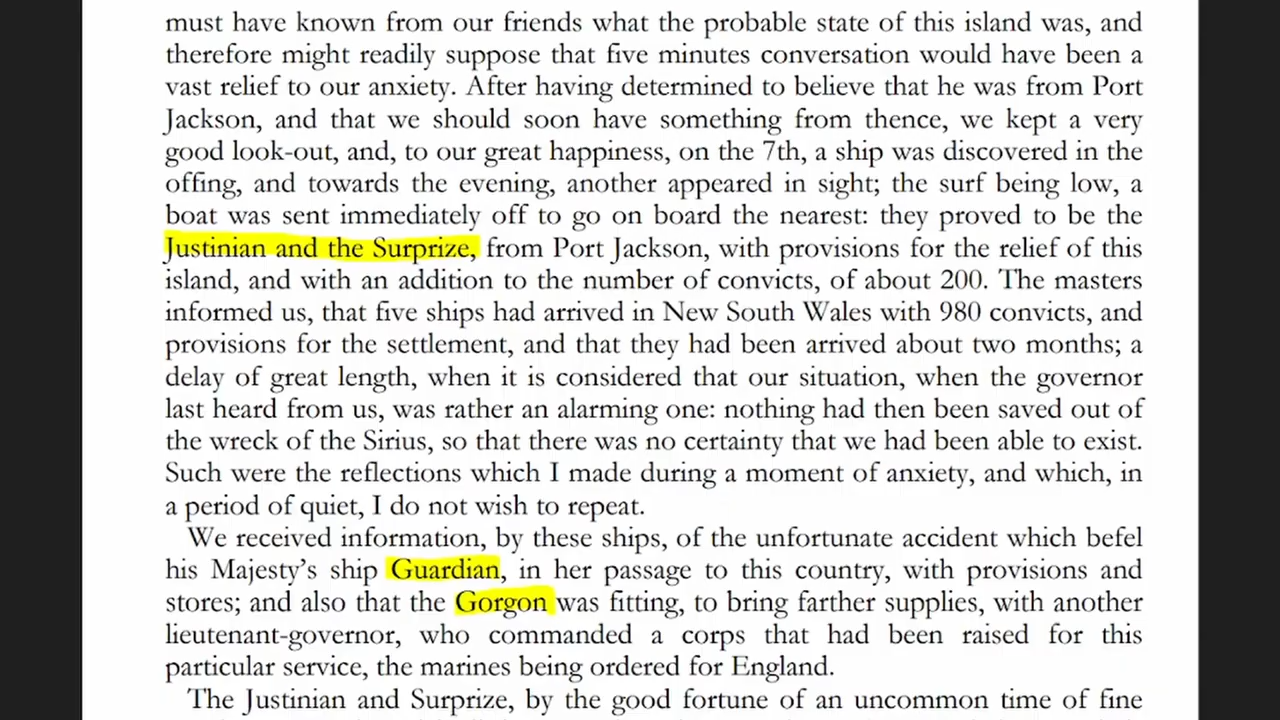 must have known from our friends what the probable state of this island was, and
therefore might readily suppose that five minutes conversation would have been a
vast relief to our anxiety. After having determined to believe that he was from Port
Jackson, and that we should soon have something from thence, we kept a very
good look-out, and, to our great happiness, on the 7th, a ship was discovered in the
offing, and towards the evening, another appeared in sight; the surf being low, a
boat was sent immediately off to go on board the nearest: they proved to be the
Justinian and the Surprize, from Port Jackson, with provisions for the relief of this
island, and with an addition to the number of convicts, of about 200. The masters
informed us, that five ships had arrived in New South Wales with 980 convicts, and
provisions for the settlement, and that they had been arrived about two months; a
delay of great length, when it is considered that our situation, when the governor
last heard from us, was rather an alarming one: nothing had then been saved out of
the wreck of the Sirius, so that there was no certainty that we had been able to exist.
Such were the reflections which I made during a moment of anxiety, and which, in
a period of quiet, I do not wish to repeat.
We received information, by these ships, of the unfortunate accident which befel
his Majesty's ship Guardian, in her passage to this country, with provisions and
stores; and also that the Gorgon was fitting, to bring farther supplies, with another
lieutenant-governor, who commanded a corps that had been raised for this
particular service, the marines being ordered for England.
The Justinian and Surprize, by the good fortune of an uncommon time of fine